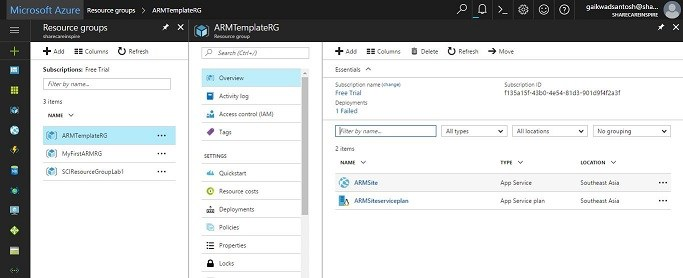 Microsoft Azure Resource groups > ARMTemplateRG
gaikwadsantosh@sha...
SHARECAREINSPIRE
Resource groups
sharecareinspire
Add Columns Refresh
Subscriptions: Free Trial
Filter by name...
3 items
NAME
ARMTemplateRG
MyFirstARMRG
SCIResourceGroupLab1
ARMTemplateRG
Resource group
Search (Ctrl+/)
Overview
Activity log
Access control (IAM)
Tags
SETTINGS
Quickstart
Resource costs
Deployments
Policies
Properties
Locks
Add Columns Delete Refresh Move
Essentials
Subscription name (change)
Free Trial
Subscription ID
f135a15f-43b0-4e54-81d3-901d9f4f2a3f
Deployments
1 Failed
Filter by name... All types All locations No grouping
2 items
NAME TYPE LOCATION
ARMSite App Service Southeast Asia
ARMSiteserviceplan App Service plan Southeast Asia